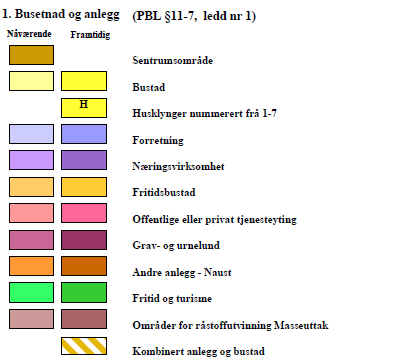 1. Busetnad og anlegg (PBL §11-7, ledd nr 1)
Nåværende Framtidig
Sentrumsområde
Bustad
H Husklynger nummerert frå 1-7
Forretning
Næringsvirksomhet
Fritidsbustad
Offentlige eller privat tjenesteyting
Grav- og urnelund
Andre anlegg - Naust
Fritid og turisme
Områder for råstoffutvinning Masseuttak
Kombinert anlegg og bustad